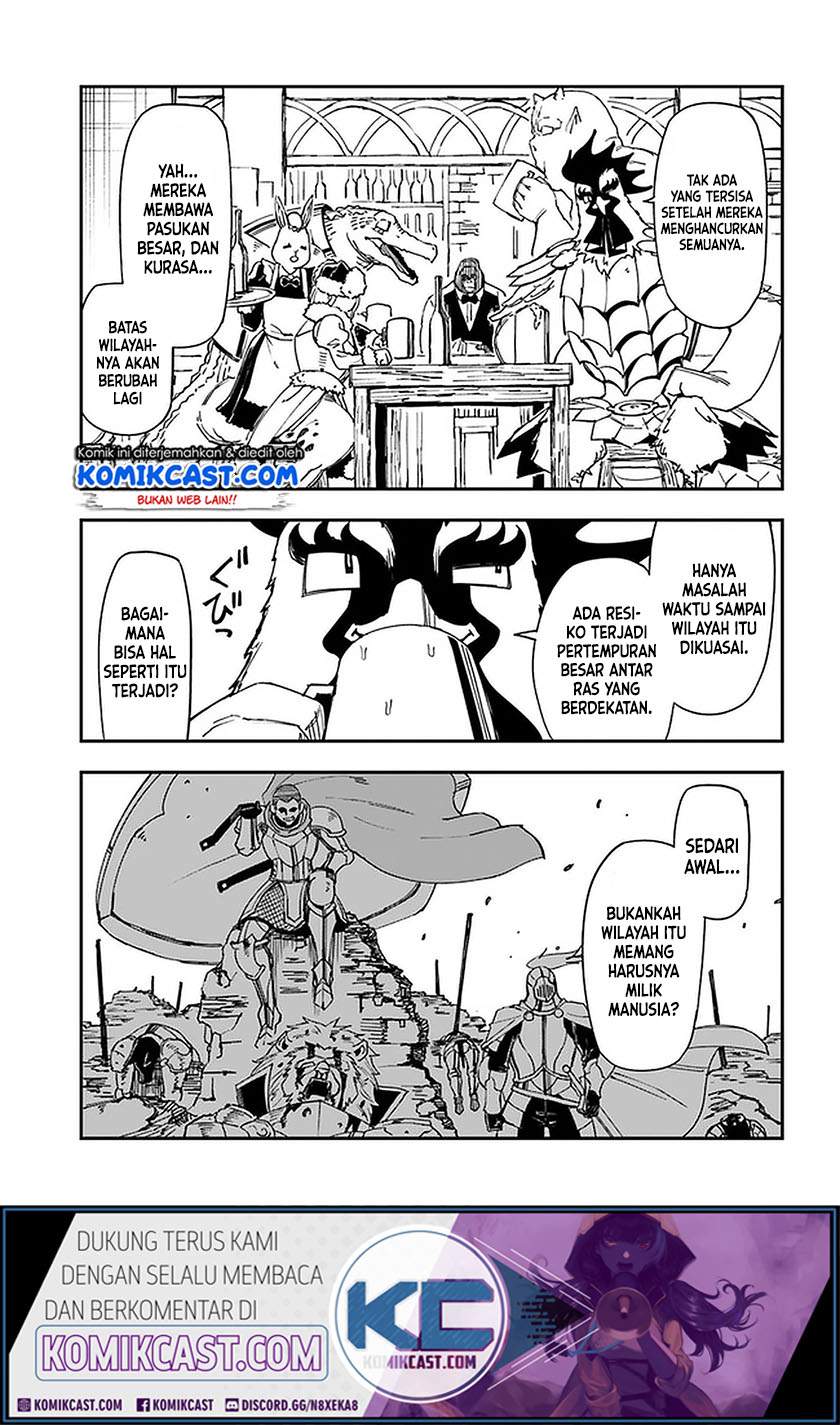 TAK ADA
YANG TERSISA
SETELAH MEREKA
MENGHANCURKAN
SEMUANYA.
YAH...
MEREKA
MEMBAWA
PASUKAN
BESAR, DAN
KURASA...
BATAS
WILAYAH-
NYA AKAN
BERUBAH
LAGI
Komik ini diterjemahkan & diedit oleh
KOMIKCAST.COM
BUKAN WEB LAIN!!
HANYA
MASALAH
WAKTU SAMPAI
WILAYAH ITU
DIKUASAI.
ADA RESI-
KO TERJADI
PERTEMPURAN
BESAR ANTAR
RAS YANG
BERDEKATAN.
ぐびっ
BAGAI-
MANA
BISA HAL
SEPERTI ITU
TERJADI?
SEDARI
AWAL...
BUKANKAH
WILAYAH ITU
MEMANG
HARUSNYA
MILIK
MANUSIA?
DUKUNG TERUS KAMI
DENGAN SELALU MEMBACA
DAN BERKOMENTAR DI
KOMIKCAST.COM
KC
KOMIKCAST.COM
KOMIKCAST.COM KOMIKCAST DISCORD.GG/N8XEKA8